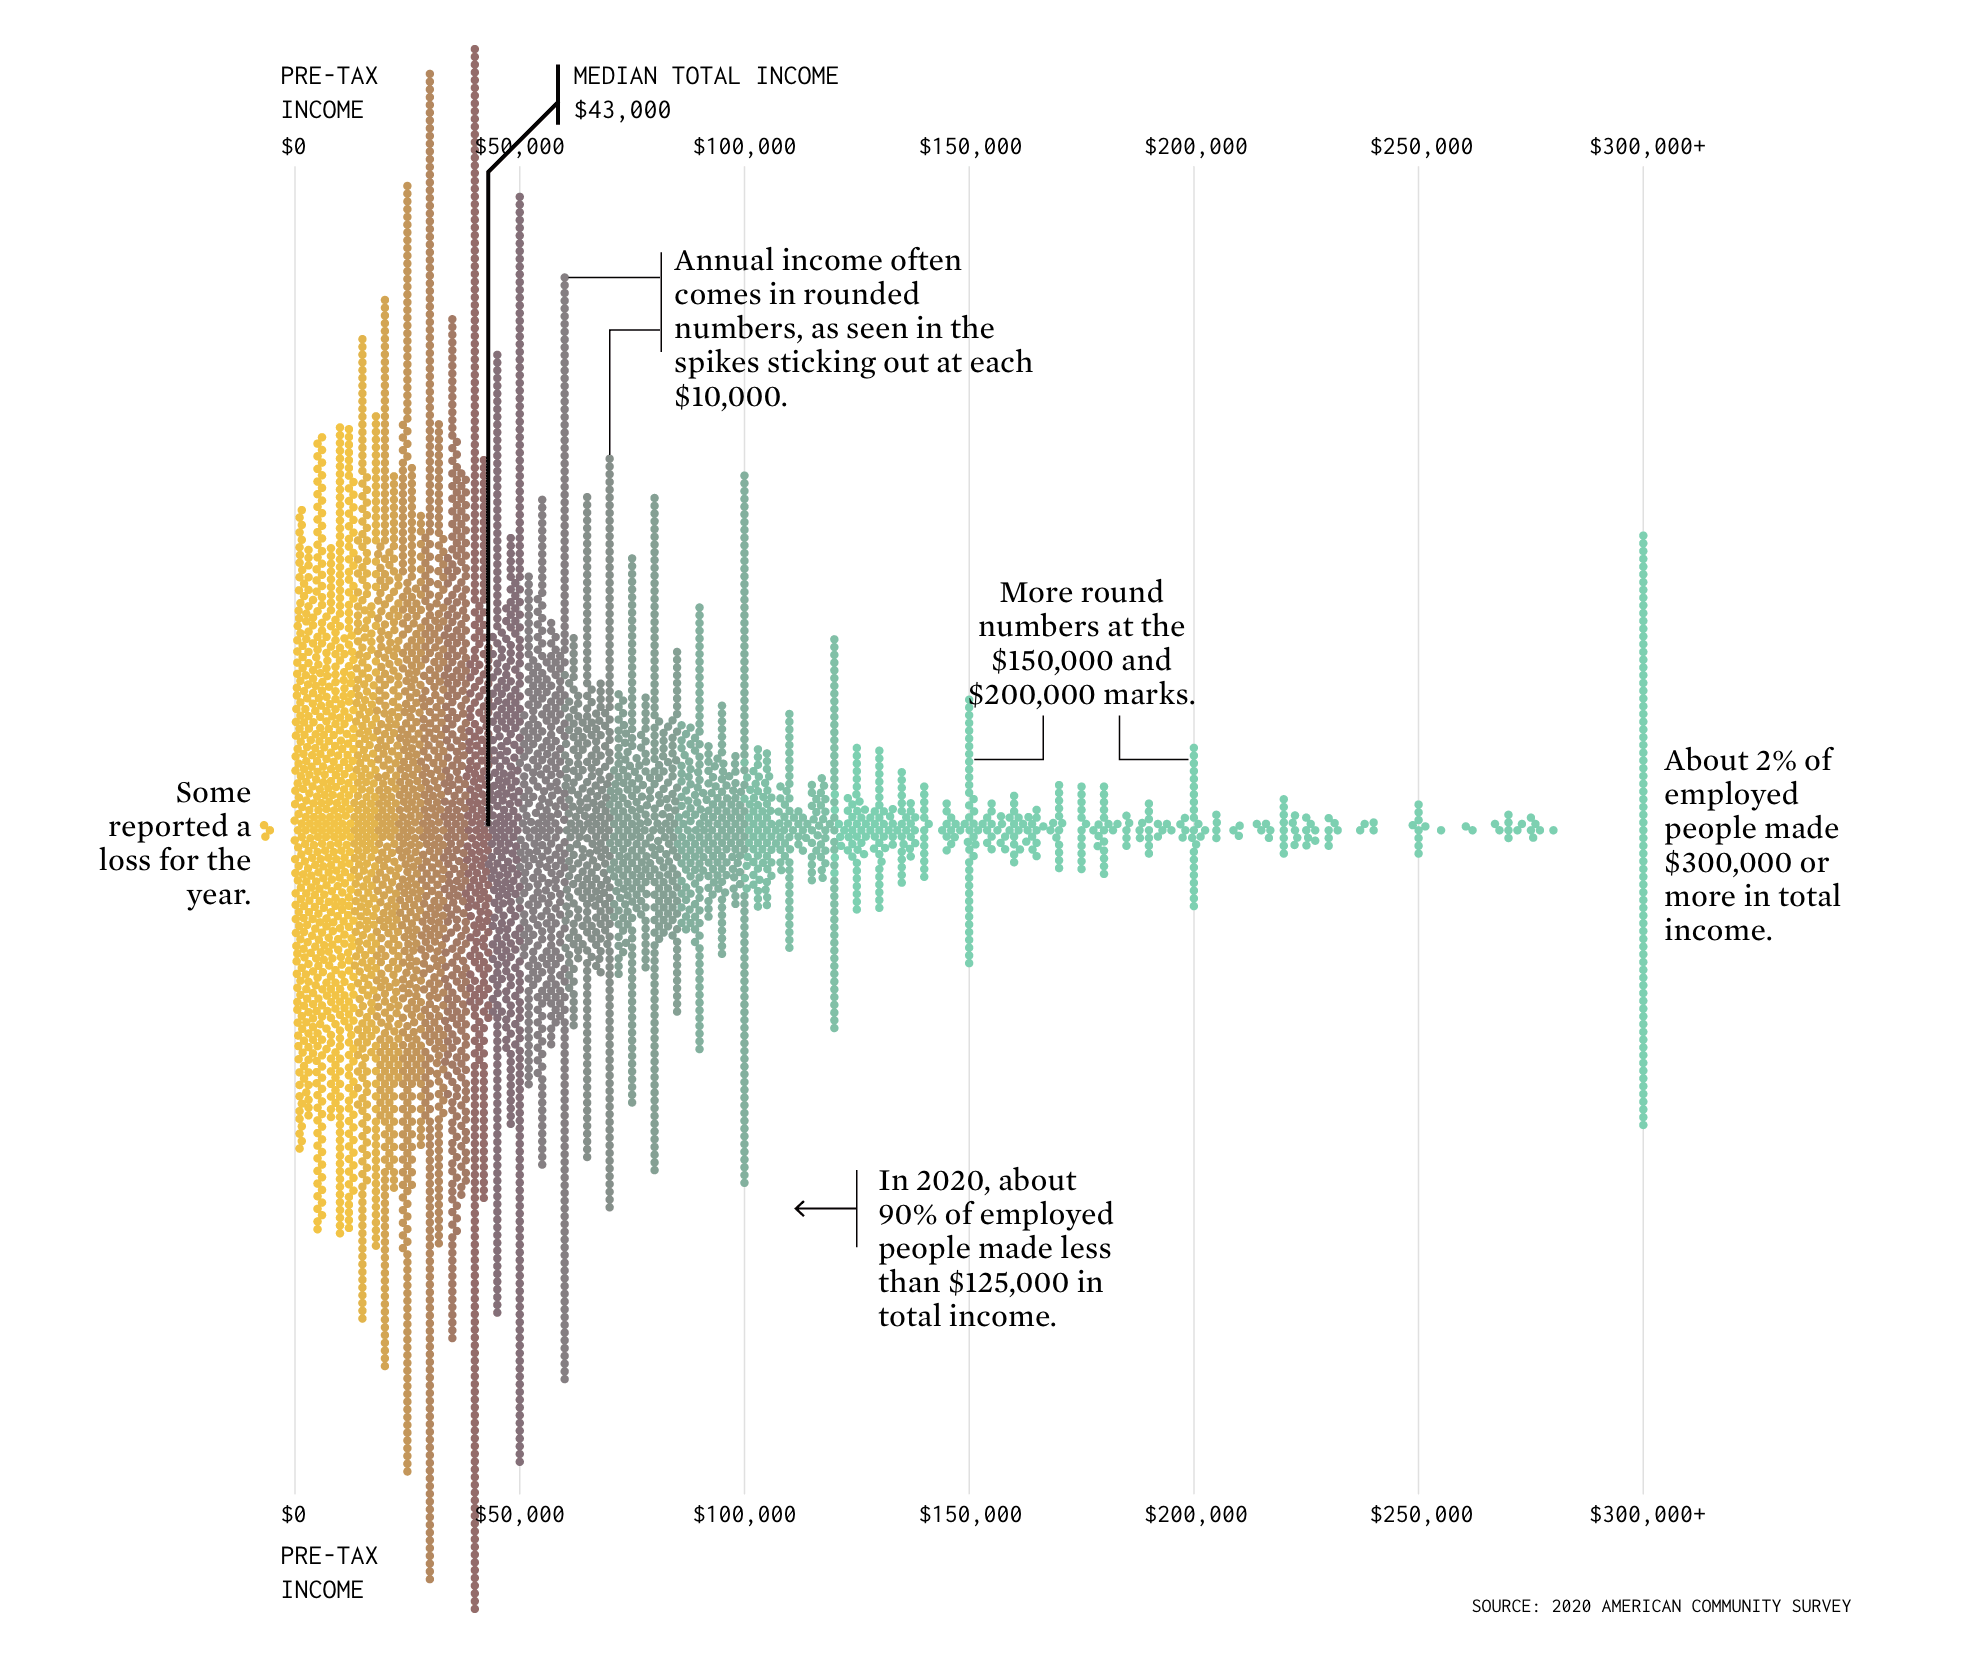 PRE-TAX
INCOME
MEDIAN TOTAL INCOME
$43,000
$0
$50,000
$100,000
$150,000
$200,000
$250,000
$300,000+
Annual income often
comes in rounded
numbers, as seen in the
spikes sticking out at each
$10,000.
More round
numbers at the
$150,000 and
$200,000 marks.
Some
reported a
loss for the
year.
About 2% of
employed
people made
$300,000 or
more in total
income.
In 2020, about
90% of employed
people made less
than $125,000 in
total income.
$0
$50,000
$100,000
$150,000
$200,000
$250,000
$300,000+
PRE-TAX
INCOME
SOURCE: 2020 AMERICAN COMMUNITY SURVEY